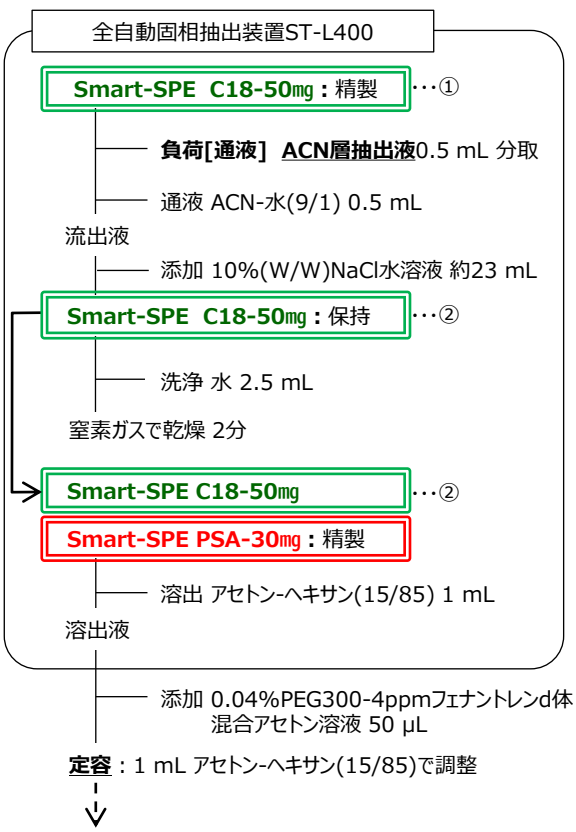 全自動固相抽出装置ST-L400
Smart-SPE C18-50mg：精製 …①
負荷[通液] ACN層抽出液0.5 mL 分取
通液 ACN-水(9/1) 0.5 mL
流出液
添加 10%(W/W)NaCl水溶液 約23 mL
Smart-SPE C18-50mg：保持 …②
洗浄 水 2.5 mL
窒素ガスで乾燥 2分
Smart-SPE C18-50mg …②
Smart-SPE PSA-30mg：精製
溶出 アセトン-ヘキサン(15/85) 1 mL
溶出液
添加 0.04%PEG300-4ppmフェナントレンd体
混合アセトン溶液 50 µL
定容：1 mL アセトン-ヘキサン(15/85)で調整